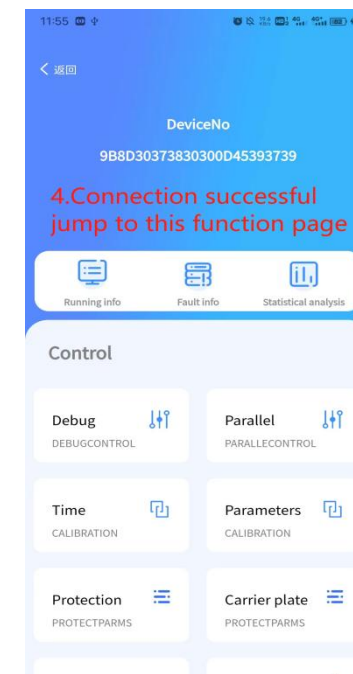 11:55
返回
DeviceNo
9B8D30373830300D45393739
4.Connection successful
jump to this function page
Running info Fault info Statistical analysis
Control
Debug Parallel
DEBUGCONTROL PARALLECONTROL
Time Parameters
CALIBRATION CALIBRATION
Protection Carrier plate
PROTECTPARMS PROTECTPARMS